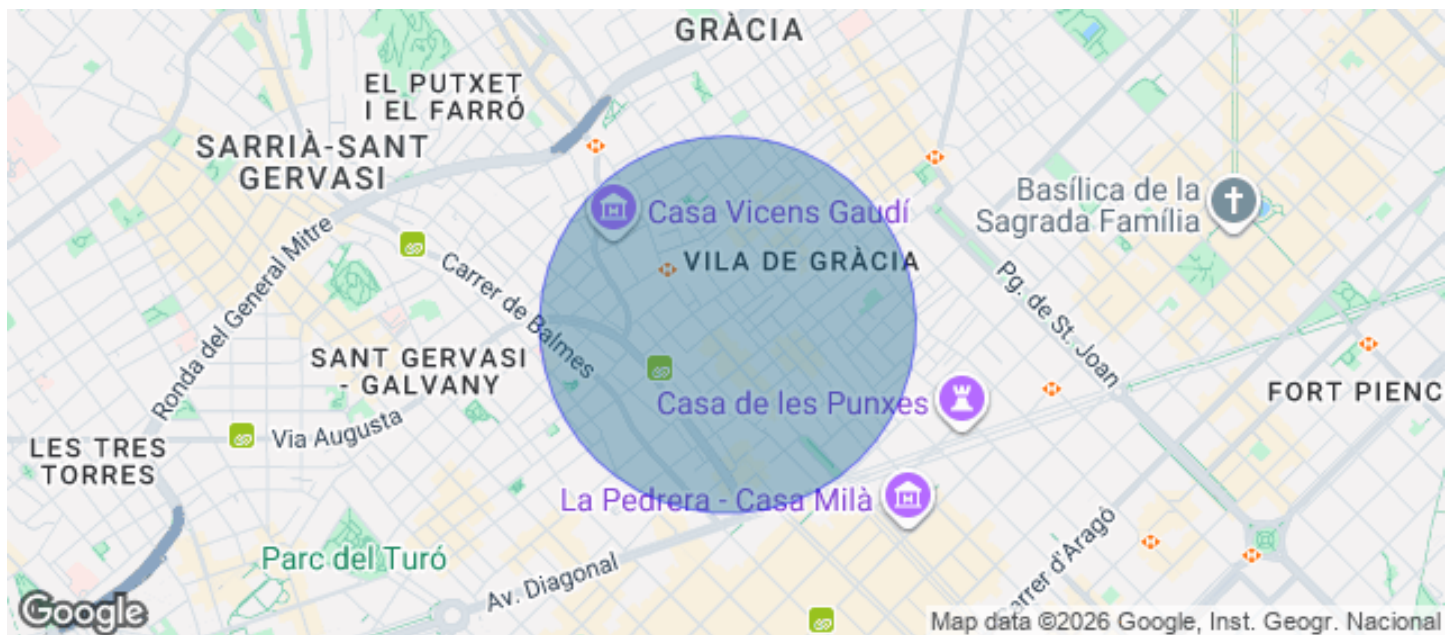 GRÀCIA
EL PUTXET
I EL FARRÓ
SARRIÀ-SANT
GERVASI
Casa Vicens Gaudí
Basílica de la
Sagrada Família
VILA DE GRÀCIA
Ronda del General Mitre
Carrer de Balmes
Pg. de St. Joan
SANT GERVASI
- GALVANY
Casa de les Punxes
FORT PIENC
Via Augusta
LES TRES
TORRES
La Pedrera - Casa Milà
Parc del Turó
Av. Diagonal
Carrer d'Aragó
Google
Map data ©2026 Google, Inst. Geogr. Nacional